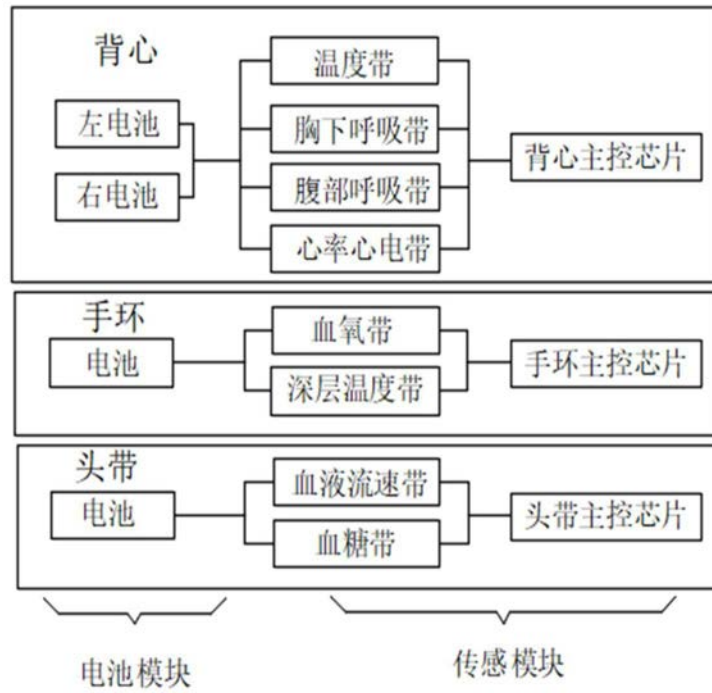 背心
温度带
左电池
胸下呼吸带
背心主控芯片
右电池
腹部呼吸带
心率心电带
手环
血氧带
电池
手环主控芯片
深层温度带
头带
血液流速带
电池
头带主控芯片
血糖带
电池模块
传感模块